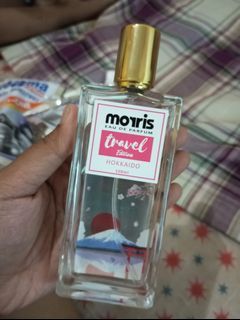 morris
EAU DE PARFUM
travel
Edition
HOKKAIDO